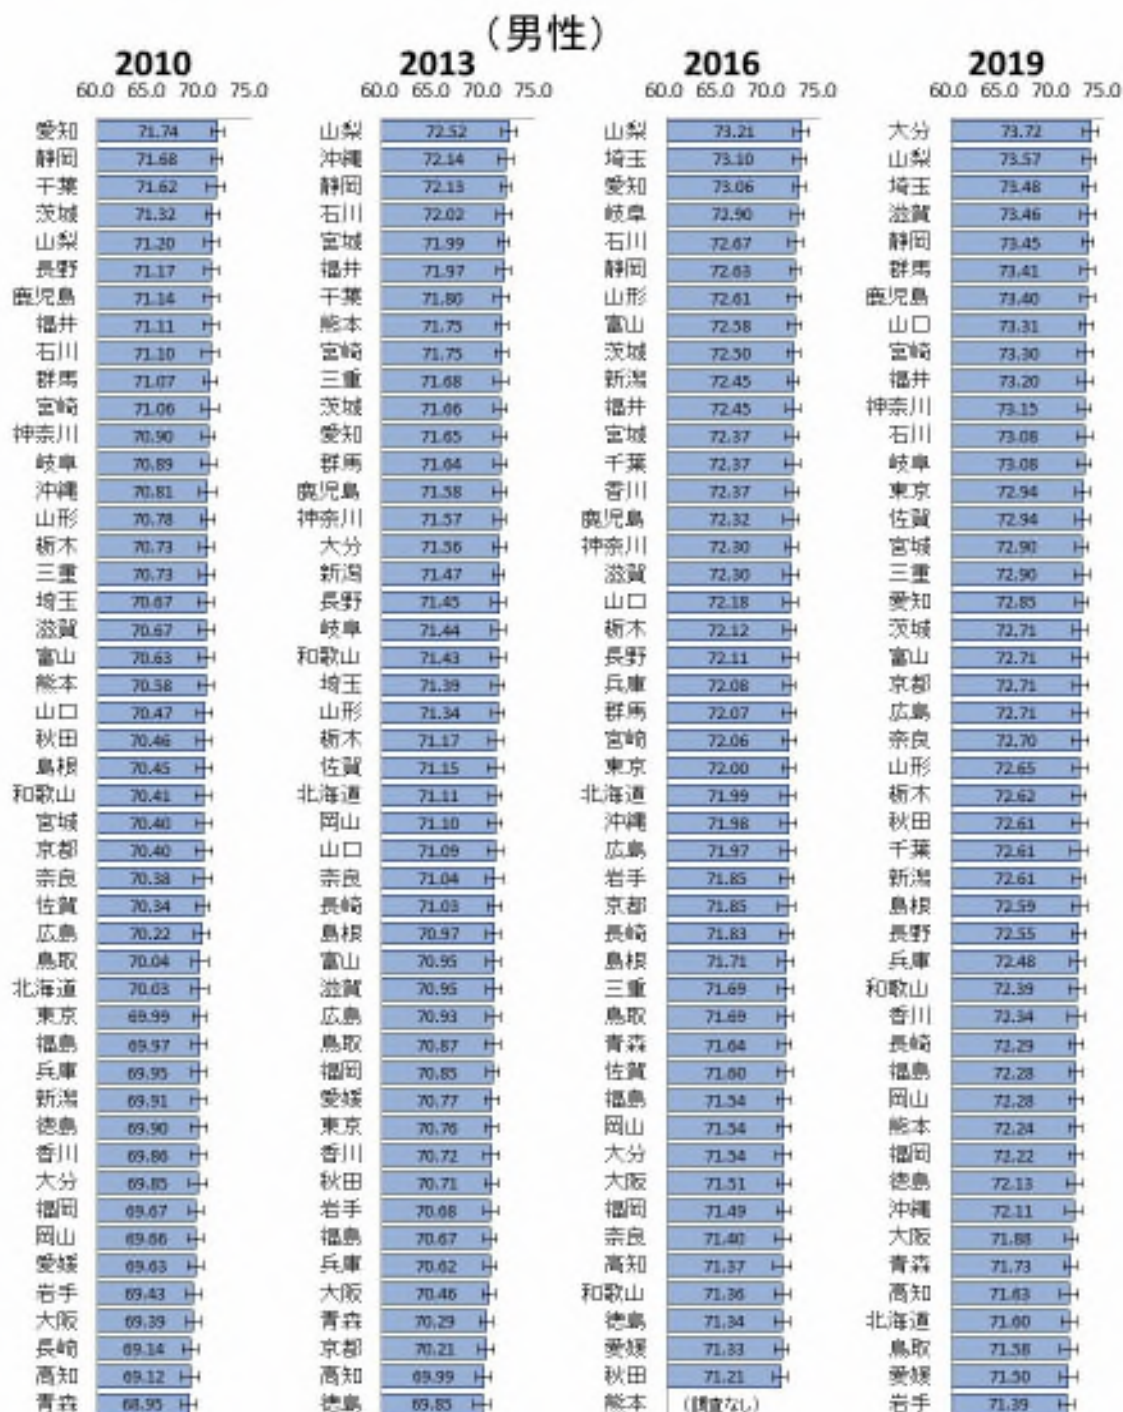 （男性）
2010 2013 2016 2019
60.0 65.0 70.0 75.0 60.0 65.0 70.0 75.0 60.0 65.0 70.0 75.0 60.0 65.0 70.0 75.0
愛知 71.74 山梨 72.52 山梨 73.21 大分 73.72
静岡 71.68 沖縄 72.14 埼玉 73.10 山梨 73.57
千葉 71.62 静岡 72.13 愛知 73.06 埼玉 73.48
茨城 71.32 石川 72.02 岐阜 72.90 滋賀 73.46
山梨 71.20 宮城 71.99 石川 72.67 静岡 73.45
長野 71.17 福井 71.97 静岡 72.63 群馬 73.41
鹿児島 71.14 千葉 71.80 山形 72.61 鹿児島 73.40
福井 71.11 熊本 71.75 富山 72.58 山口 73.31
石川 71.10 宮崎 71.75 茨城 72.50 宮崎 73.30
群馬 71.07 三重 71.68 新潟 72.45 福井 73.20
宮崎 71.06 茨城 71.66 福井 72.45 神奈川 73.15
神奈川 70.90 愛知 71.65 宮城 72.37 石川 73.08
岐阜 70.89 群馬 71.64 千葉 72.37 岐阜 73.08
沖縄 70.81 鹿児島 71.58 香川 72.37 東京 72.94
山形 70.78 神奈川 71.57 鹿児島 72.32 佐賀 72.94
栃木 70.73 大分 71.56 神奈川 72.30 宮城 72.90
三重 70.73 新潟 71.47 滋賀 72.30 三重 72.90
埼玉 70.67 長野 71.45 山口 72.18 愛知 72.85
滋賀 70.67 岐阜 71.44 栃木 72.12 茨城 72.71
富山 70.63 和歌山 71.43 長野 72.11 富山 72.71
熊本 70.58 埼玉 71.39 兵庫 72.08 京都 72.71
山口 70.47 山形 71.34 群馬 72.07 広島 72.71
秋田 70.46 栃木 71.17 宮崎 72.06 奈良 72.70
島根 70.45 佐賀 71.15 東京 72.00 山形 72.65
和歌山 70.41 北海道 71.11 北海道 71.99 栃木 72.62
宮城 70.40 岡山 71.10 沖縄 71.98 秋田 72.61
京都 70.40 山口 71.09 広島 71.97 千葉 72.61
奈良 70.38 奈良 71.04 岩手 71.85 新潟 72.61
佐賀 70.34 長崎 71.03 京都 71.85 島根 72.59
広島 70.22 島根 70.97 長崎 71.83 長野 72.55
鳥取 70.04 富山 70.95 島根 71.71 兵庫 72.48
北海道 70.03 滋賀 70.95 三重 71.69 和歌山 72.39
東京 69.99 広島 70.93 鳥取 71.69 香川 72.34
福島 69.97 鳥取 70.87 青森 71.64 長崎 72.29
兵庫 69.95 福岡 70.85 佐賀 71.60 福島 72.28
新潟 69.91 愛媛 70.77 福島 71.54 岡山 72.28
徳島 69.90 東京 70.76 岡山 71.54 熊本 72.24
香川 69.86 香川 70.72 大分 71.54 福岡 72.22
大分 69.85 秋田 70.71 大阪 71.51 徳島 72.13
福岡 69.67 岩手 70.68 福岡 71.49 沖縄 72.11
岡山 69.66 福島 70.67 奈良 71.40 大阪 71.88
愛媛 69.63 兵庫 70.62 高知 71.37 青森 71.73
岩手 69.43 大阪 70.46 和歌山 71.36 高知 71.63
大阪 69.39 青森 70.29 徳島 71.34 北海道 71.60
長崎 69.14 京都 70.21 愛媛 71.33 鳥取 71.58
高知 69.12 高知 69.99 秋田 71.21 愛媛 71.50
青森 68.95 徳島 69.85 熊本 （調査なし） 岩手 71.39